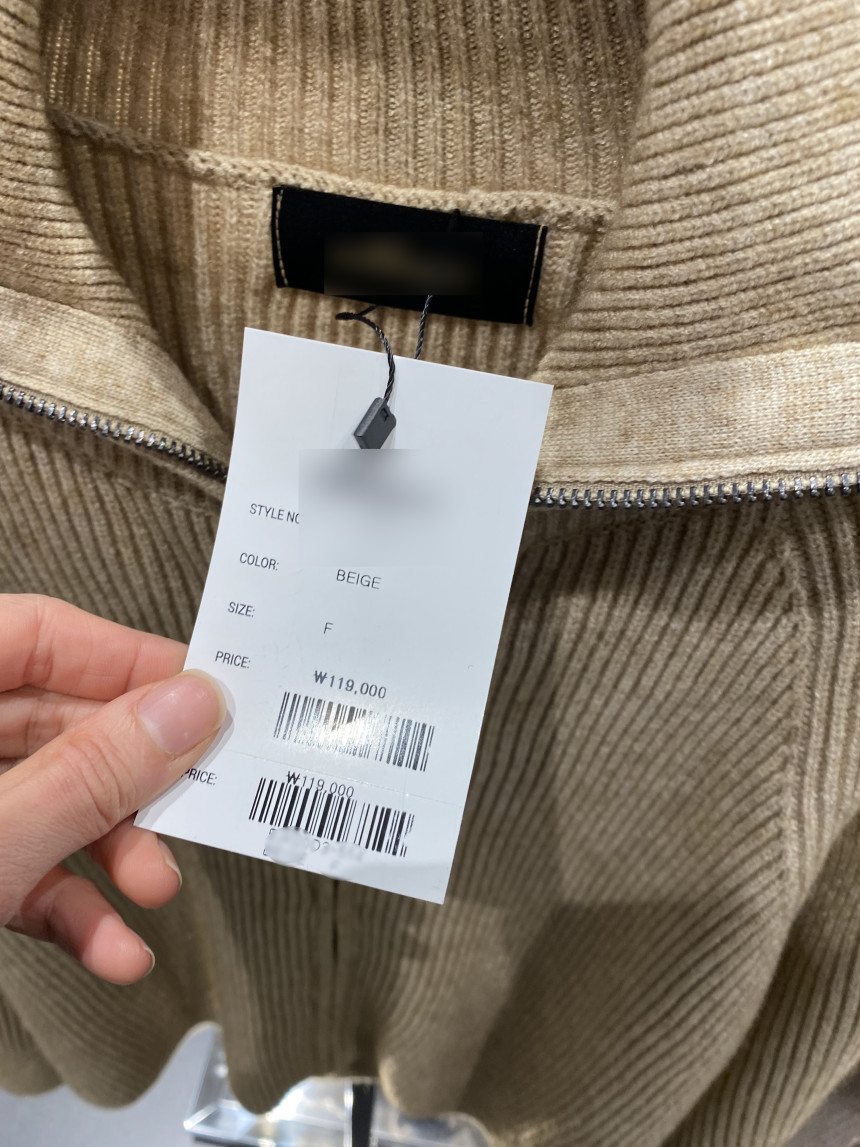 STYLE NO
COLOR: BEIGE
SIZE: F
PRICE: ₩119,000
PRICE: ₩119,000